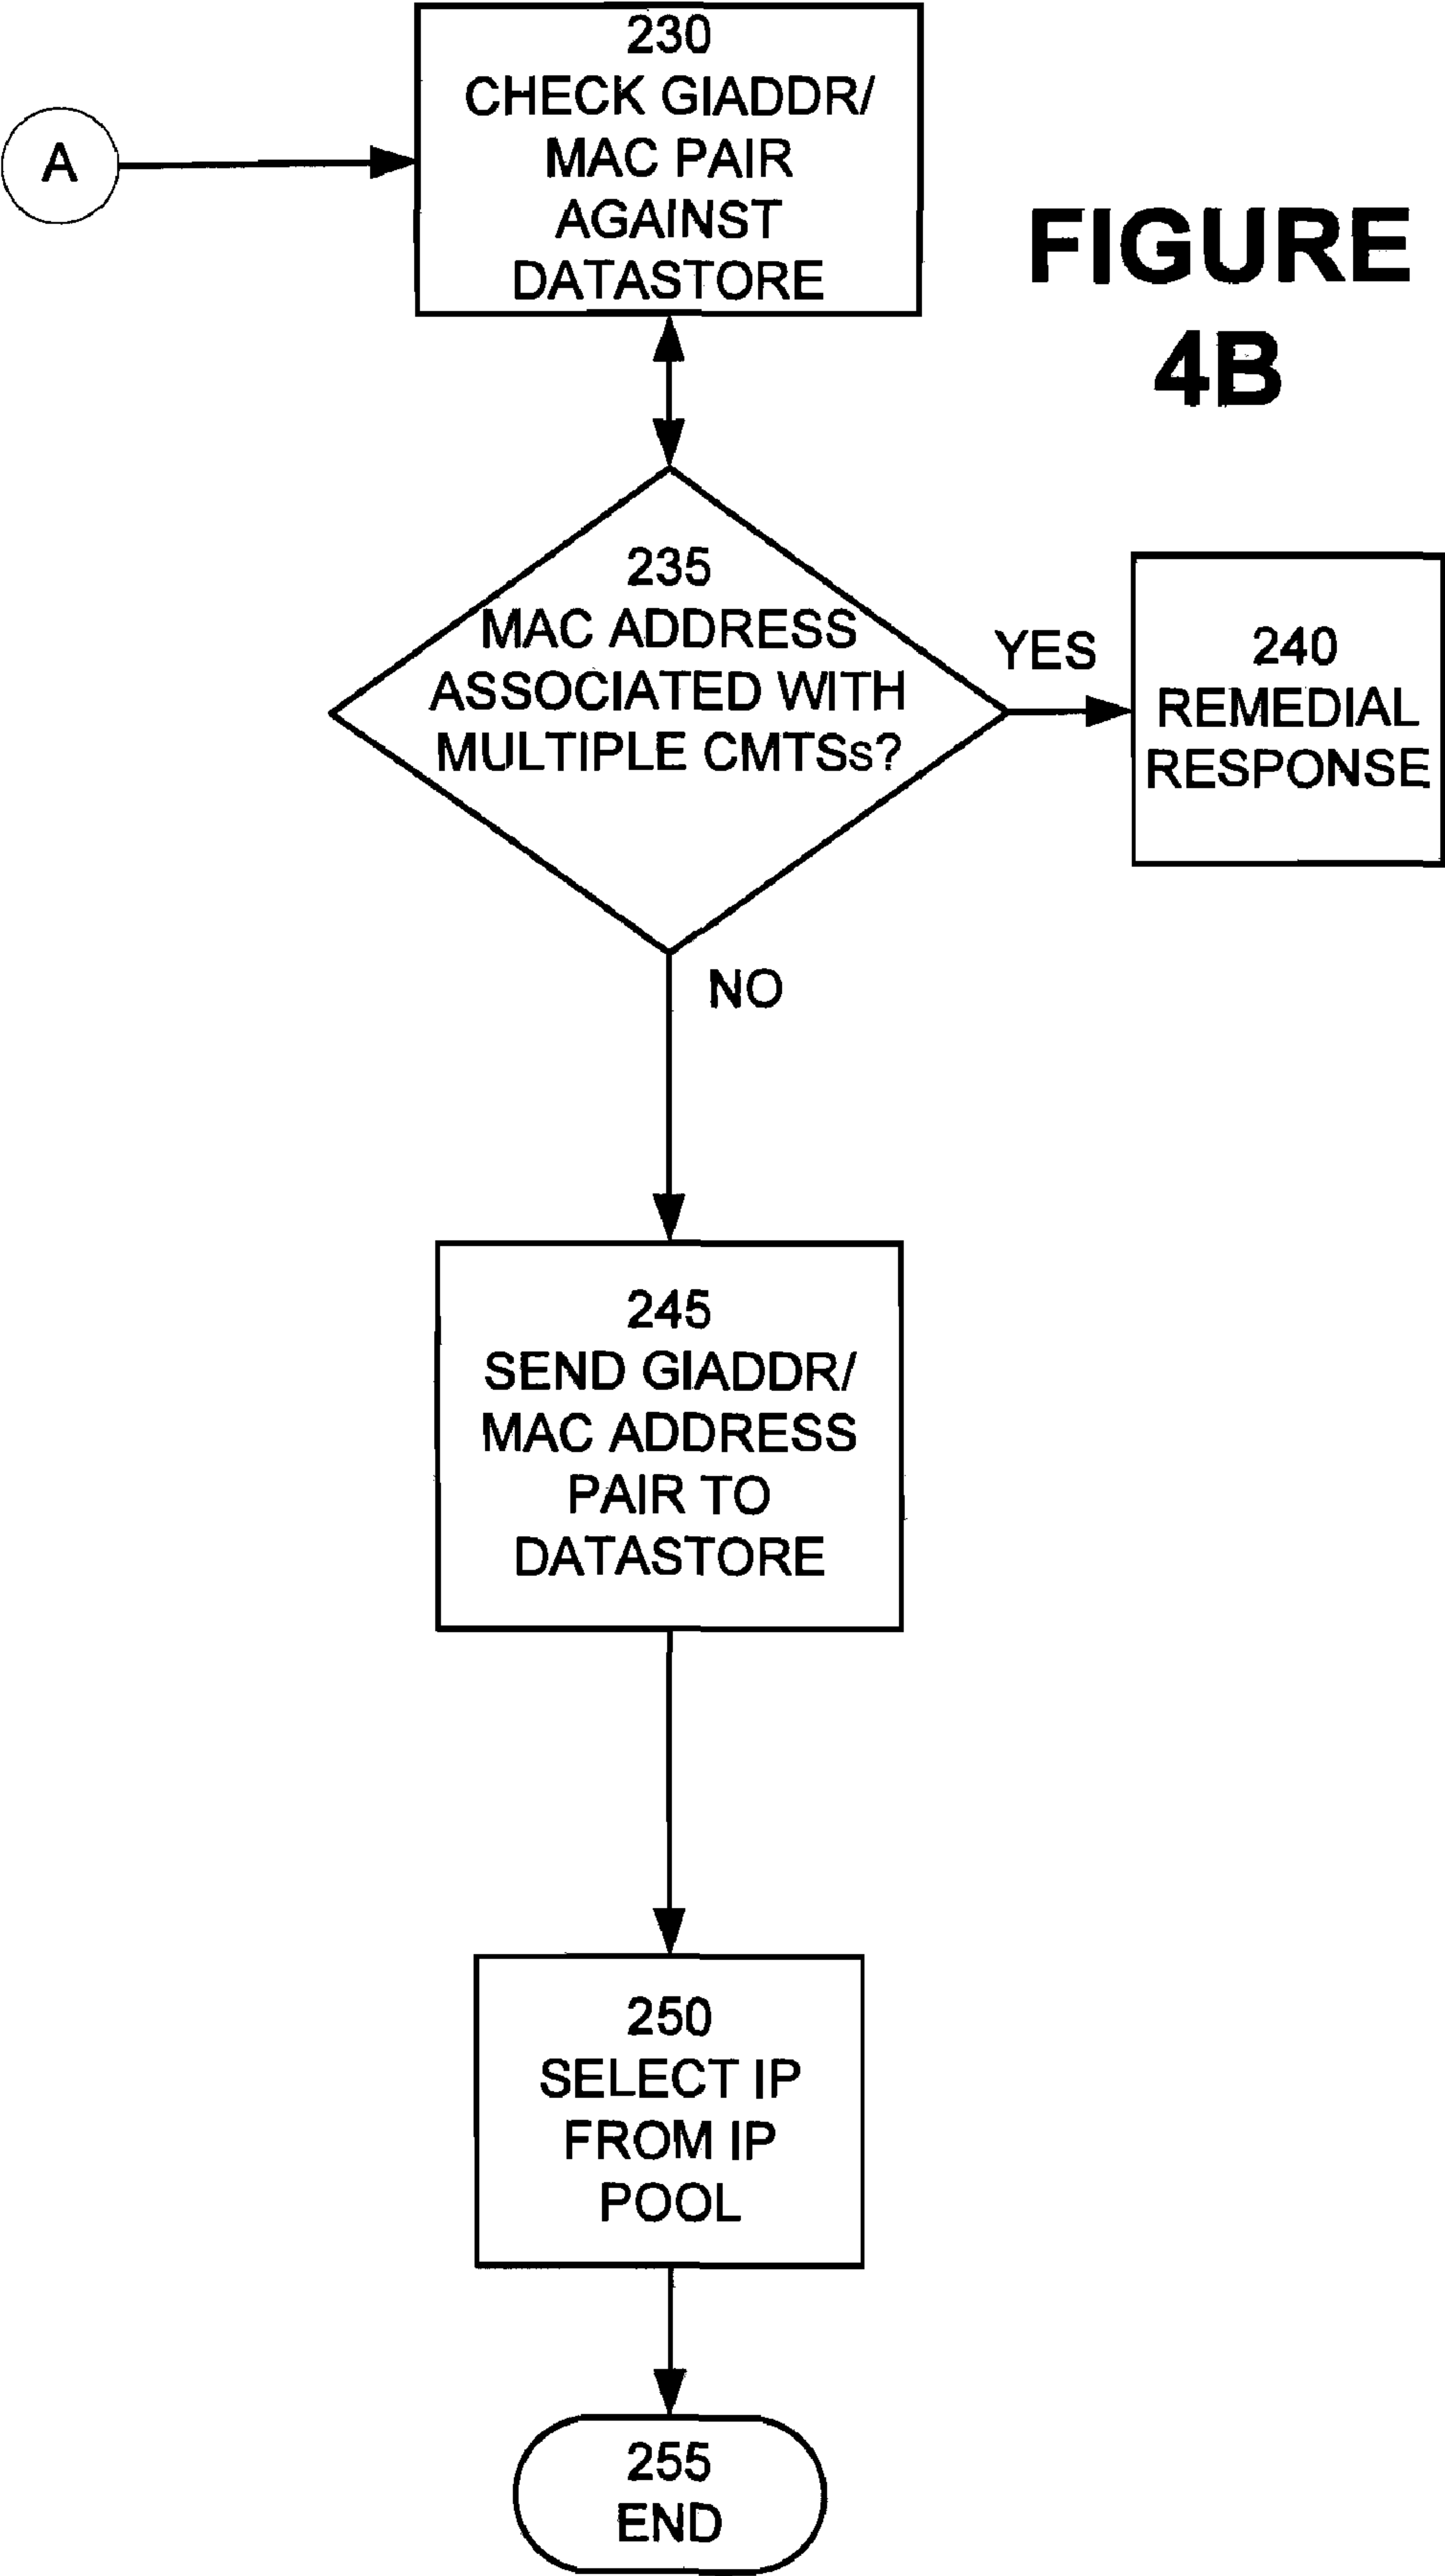 230
CHECK GIADDR/
MAC PAIR
AGAINST
DATASTORE
A
FIGURE
4B
235
MAC ADDRESS
ASSOCIATED WITH
MULTIPLE CMTSs?
YES
240
REMEDIAL
RESPONSE
NO
245
SEND GIADDR/
MAC ADDRESS
PAIR TO
DATASTORE
250
SELECT IP
FROM IP
POOL
255
END